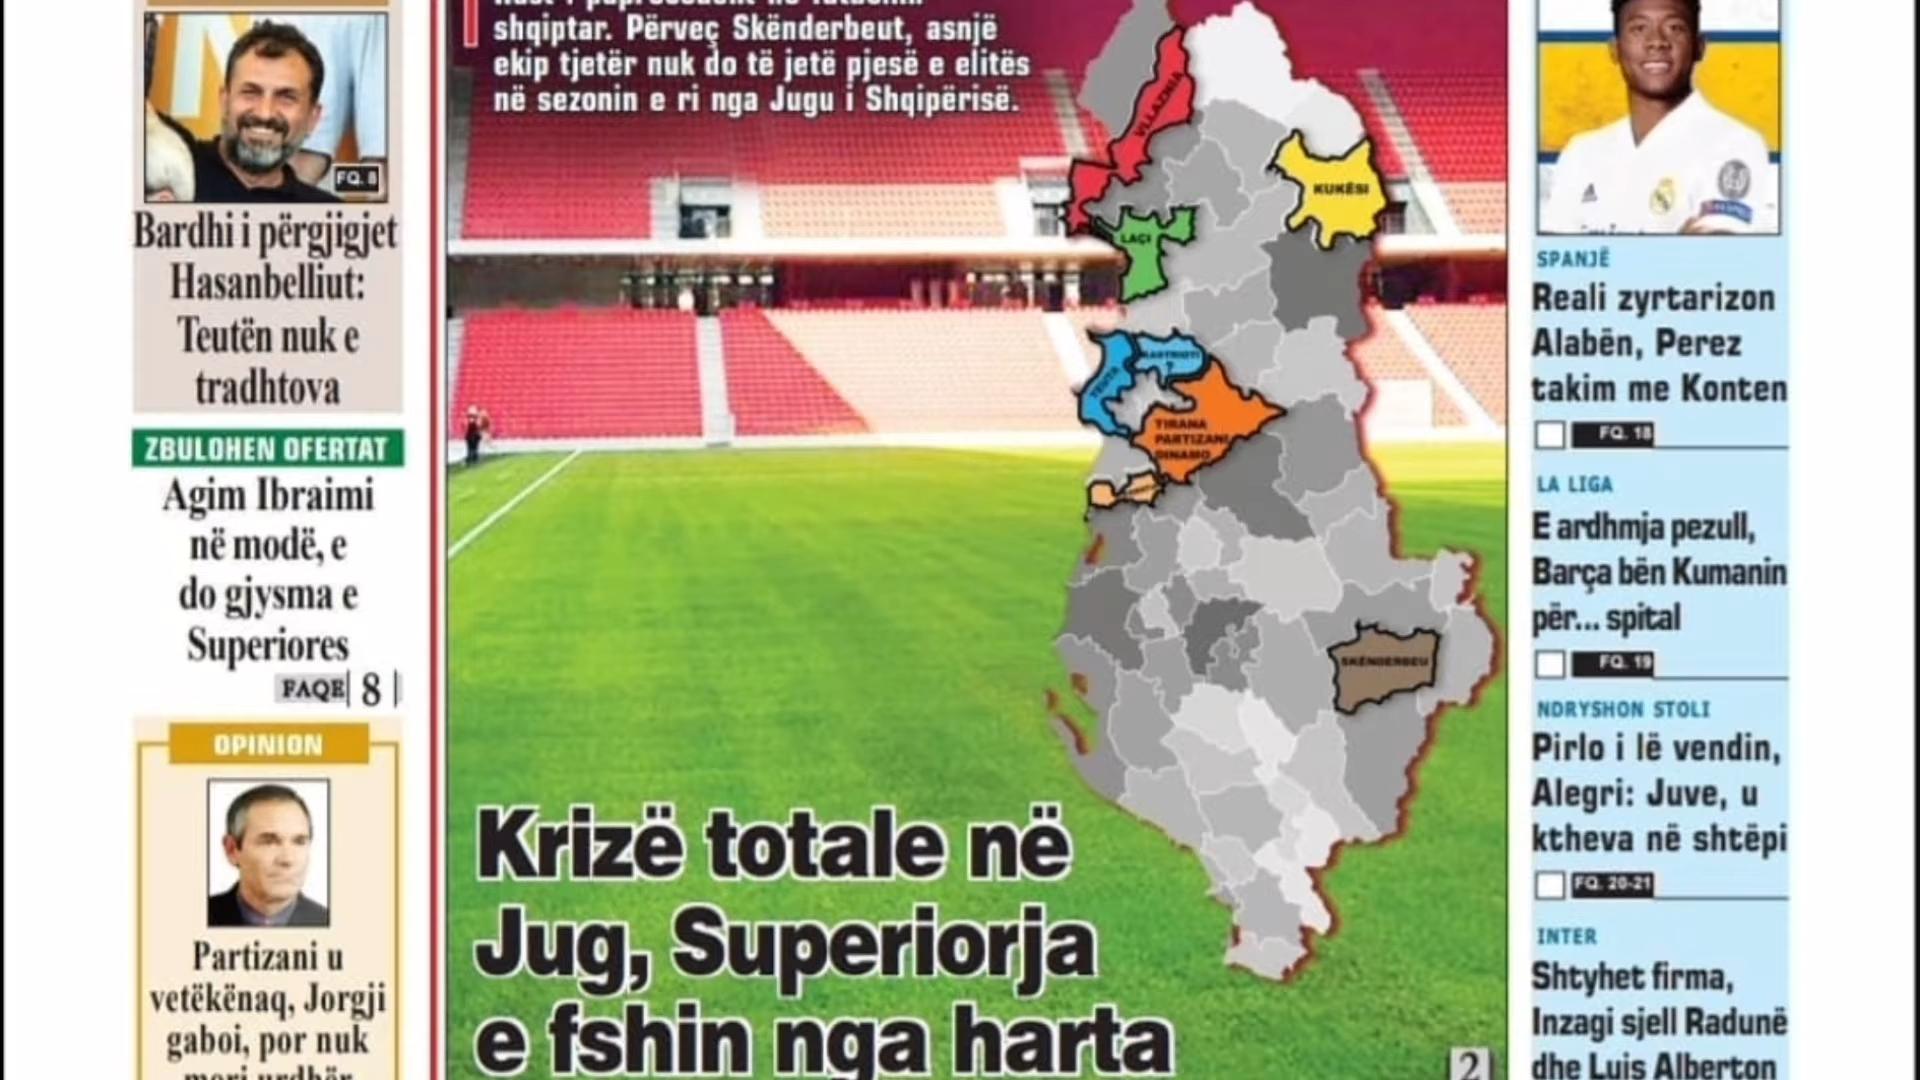 FQ. 8
Bardhi i përgjigjet
Hasanbelliut:
Teutën nuk e
tradhtova
ZBULOHEN OFERTAT
Agim Ibraimi
në modë, e
do gjysma e
Superiores
FAQE 8
OPINION
Partizani u
vetëkënaq, Jorgji
gaboi, por nuk
shqiptar. Përveç Skënderbeut, asnjë
ekip tjetër nuk do të jetë pjesë e elitës
në sezonin e ri nga Jugu i Shqipërisë.
VLLAZNIA
KUKËSI
LAÇI
KASTRIOTI
?
TEUTA
TIRANA
PARTIZANI
DINAMO
SKËNDERBEU
Krizë totale në
Jug, Superiorja
e fshin nga harta
2
SPANJË
Reali zyrtarizon
Alabën, Perez
takim me Konten
FQ. 18
LA LIGA
E ardhmja pezull,
Barça bën Kumanin
për... spital
FQ. 19
NDRYSHON STOLI
Pirlo i lë vendin,
Alegri: Juve, u
ktheva në shtëpi
FQ. 20-21
INTER
Shtyhet firma,
Inzagi sjell Radunë
dhe Luis Alberton